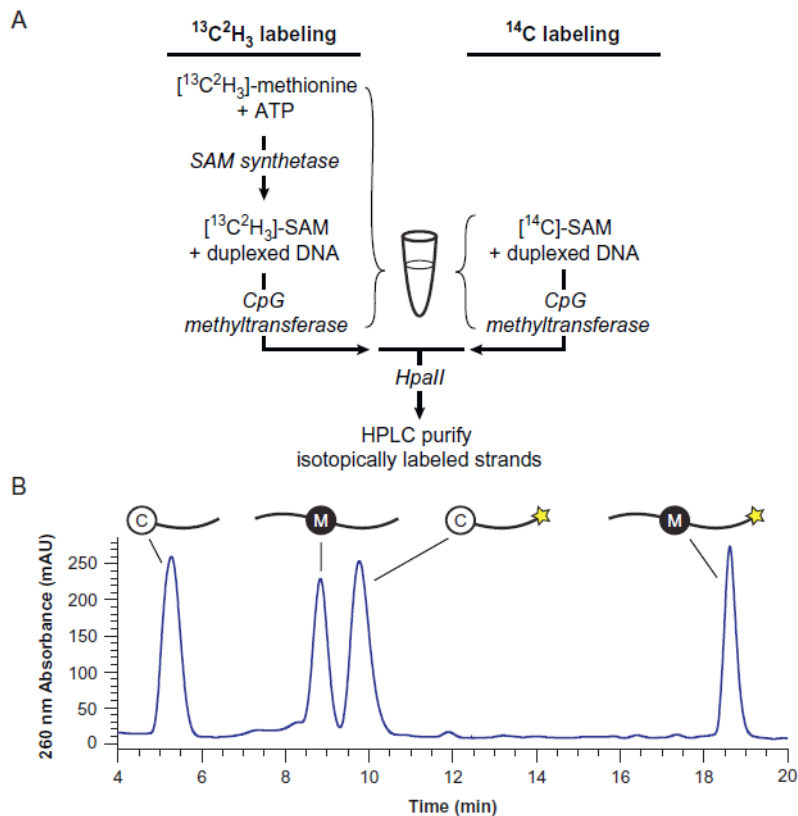 A
¹³C²H₃ labeling
¹⁴C labeling
[¹³C²H₃]-methionine
+ ATP
SAM synthetase
[¹³C²H₃]-SAM
+ duplexed DNA
[¹⁴C]-SAM
+ duplexed DNA
CpG
methyltransferase
CpG
methyltransferase
HpaII
HPLC purify
isotopically labeled strands
B
C
M
C
M
260 nm Absorbance (mAU)
250
200
150
100
50
0
4 6 8 10 12 14 16 18 20
Time (min)